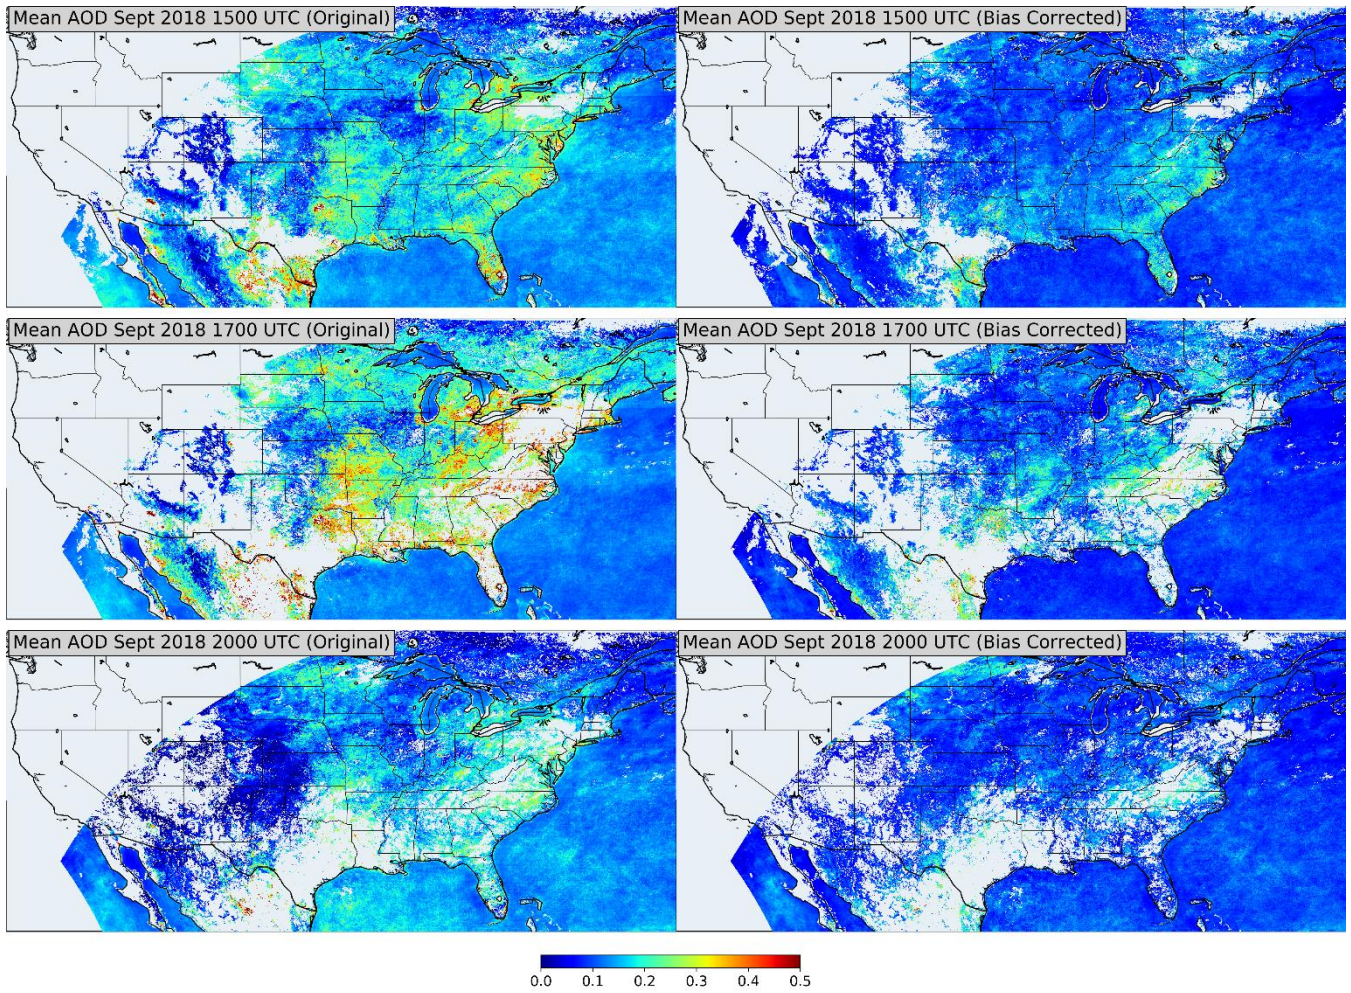 Mean AOD Sept 2018 1500 UTC (Original)
Mean AOD Sept 2018 1500 UTC (Bias Corrected)
Mean AOD Sept 2018 1700 UTC (Original)
Mean AOD Sept 2018 1700 UTC (Bias Corrected)
Mean AOD Sept 2018 2000 UTC (Original)
Mean AOD Sept 2018 2000 UTC (Bias Corrected)
0.0 0.1 0.2 0.3 0.4 0.5